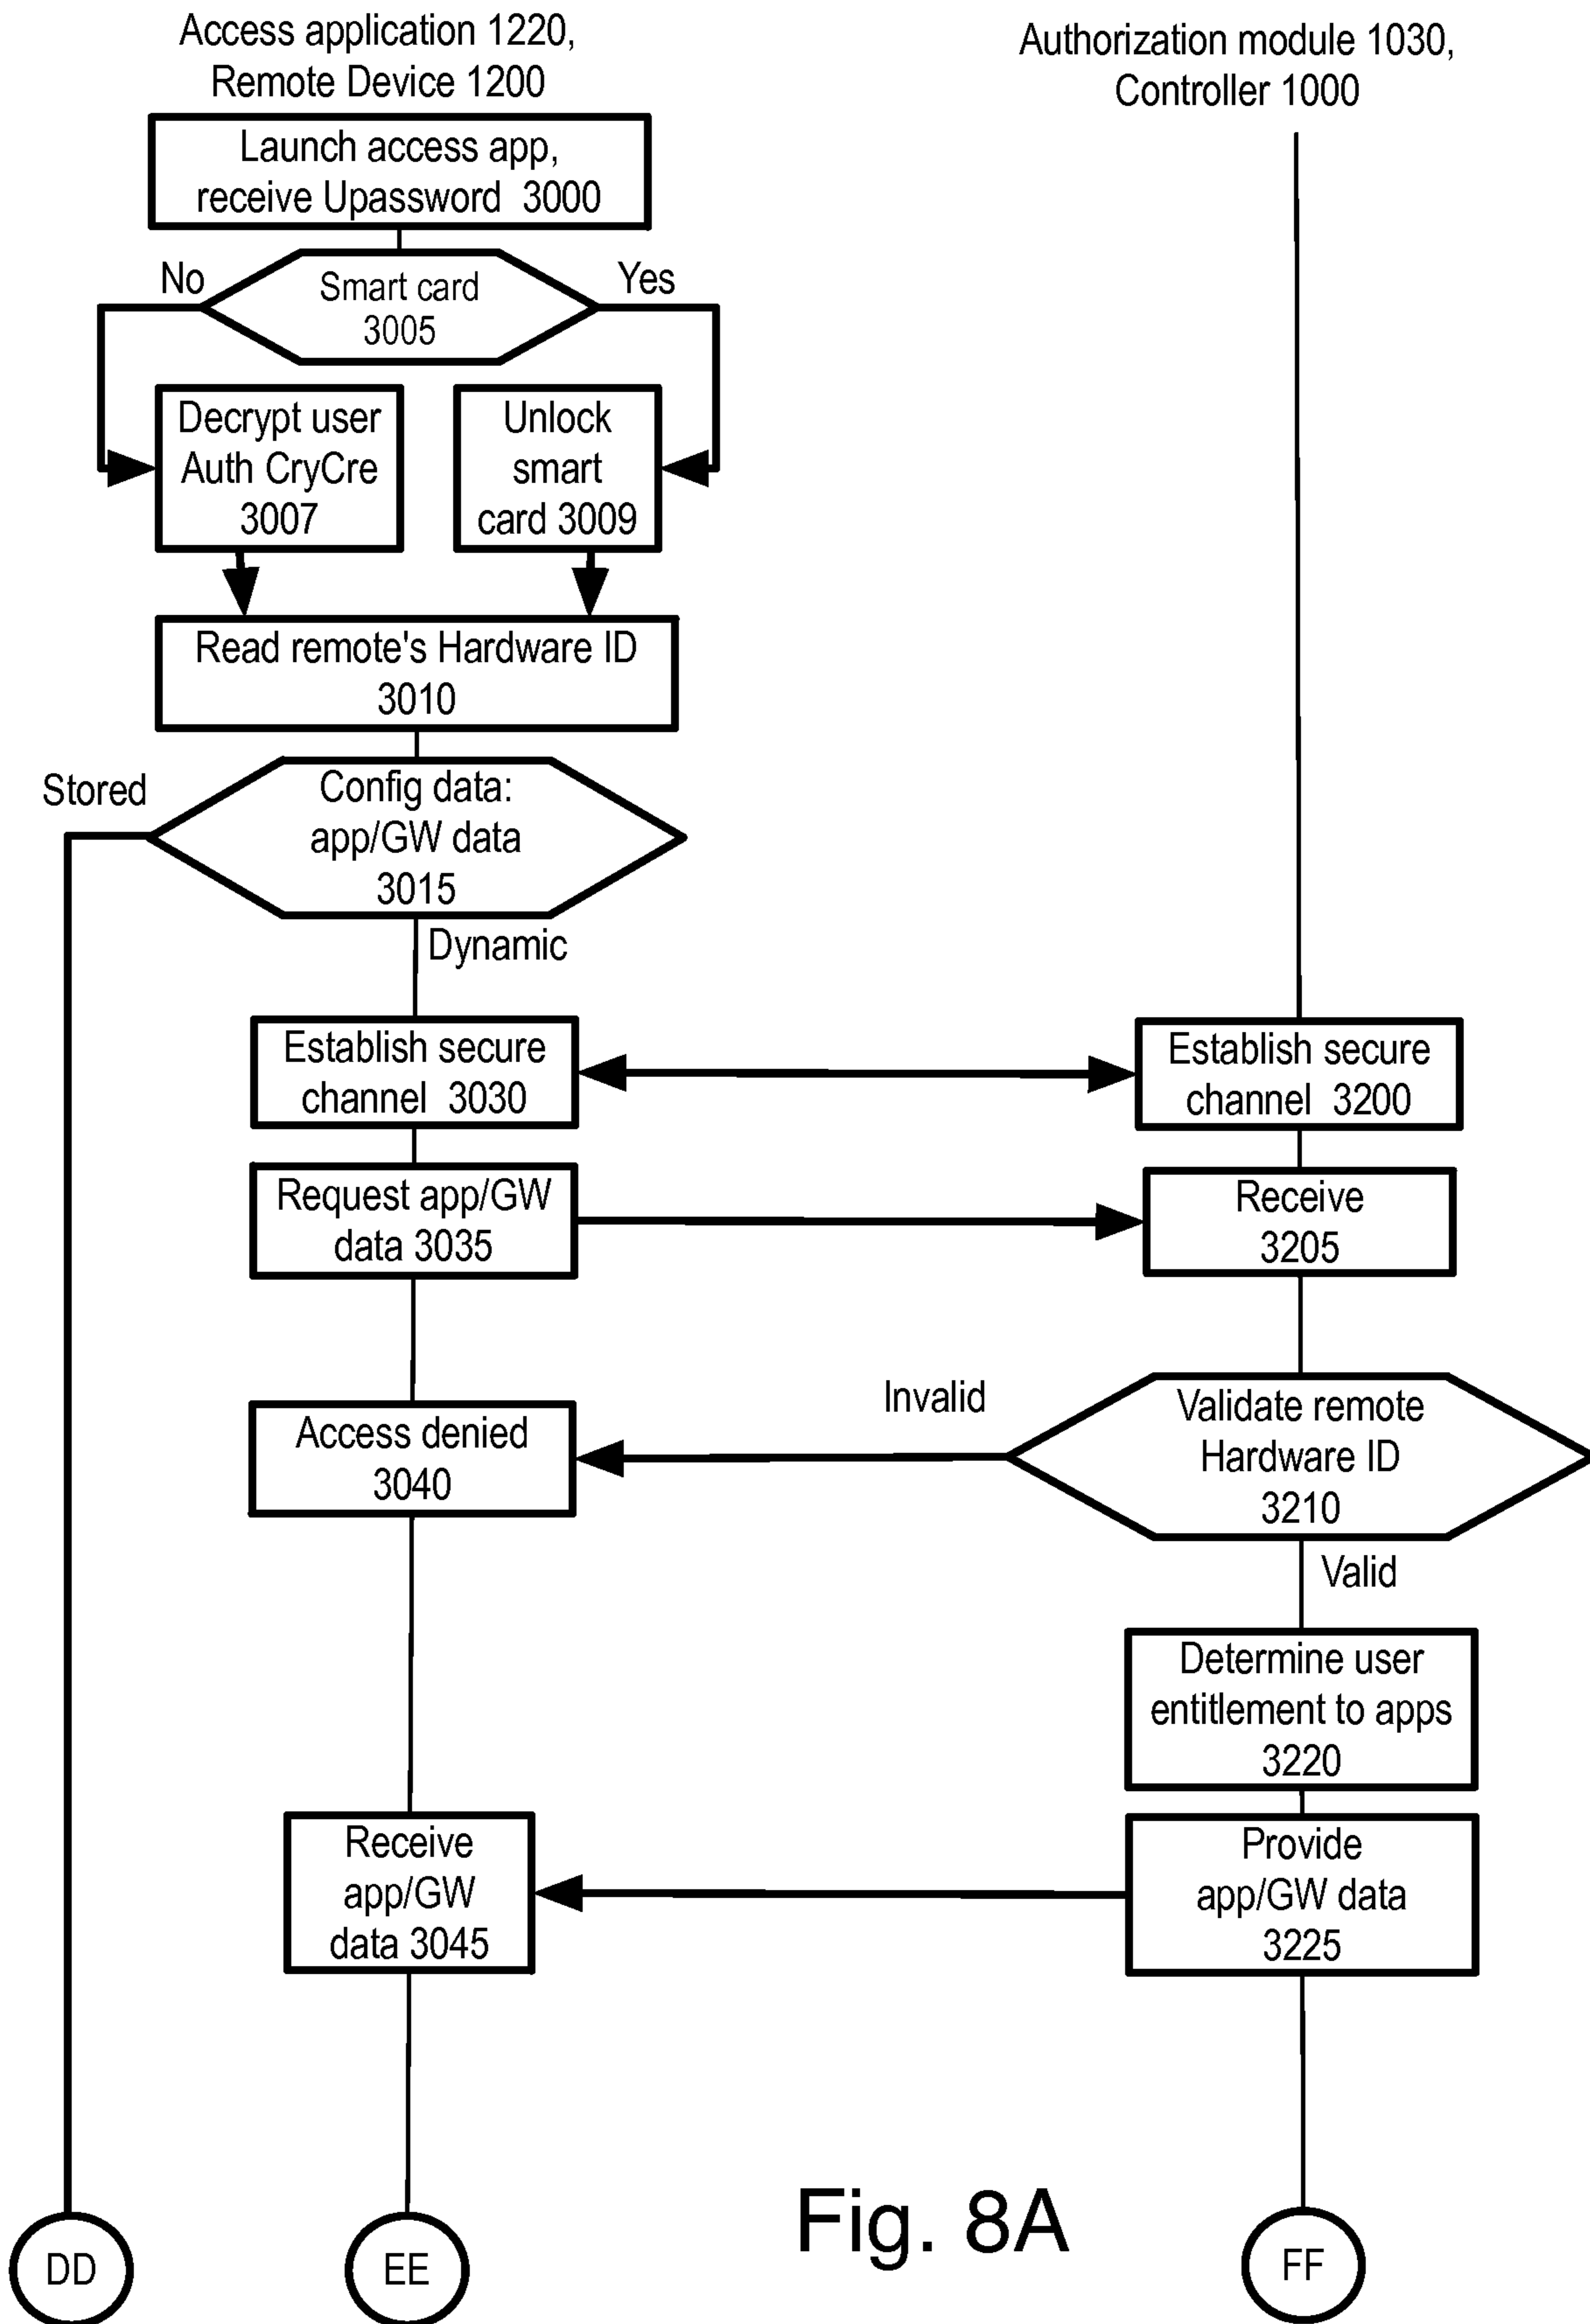 Access application 1220,
Remote Device 1200
Authorization module 1030,
Controller 1000
Launch access app,
receive Upassword 3000
No
Yes
Smart card
3005
Decrypt user
Auth CryCre
3007
Unlock
smart
card 3009
Read remote's Hardware ID
3010
Stored
Config data:
app/GW data
3015
Dynamic
Establish secure
channel 3030
Establish secure
channel 3200
Request app/GW
data 3035
Receive
3205
Invalid
Validate remote
Hardware ID
3210
Access denied
3040
Valid
Determine user
entitlement to apps
3220
Receive
app/GW
data 3045
Provide
app/GW data
3225
Fig. 8A
DD
EE
FF